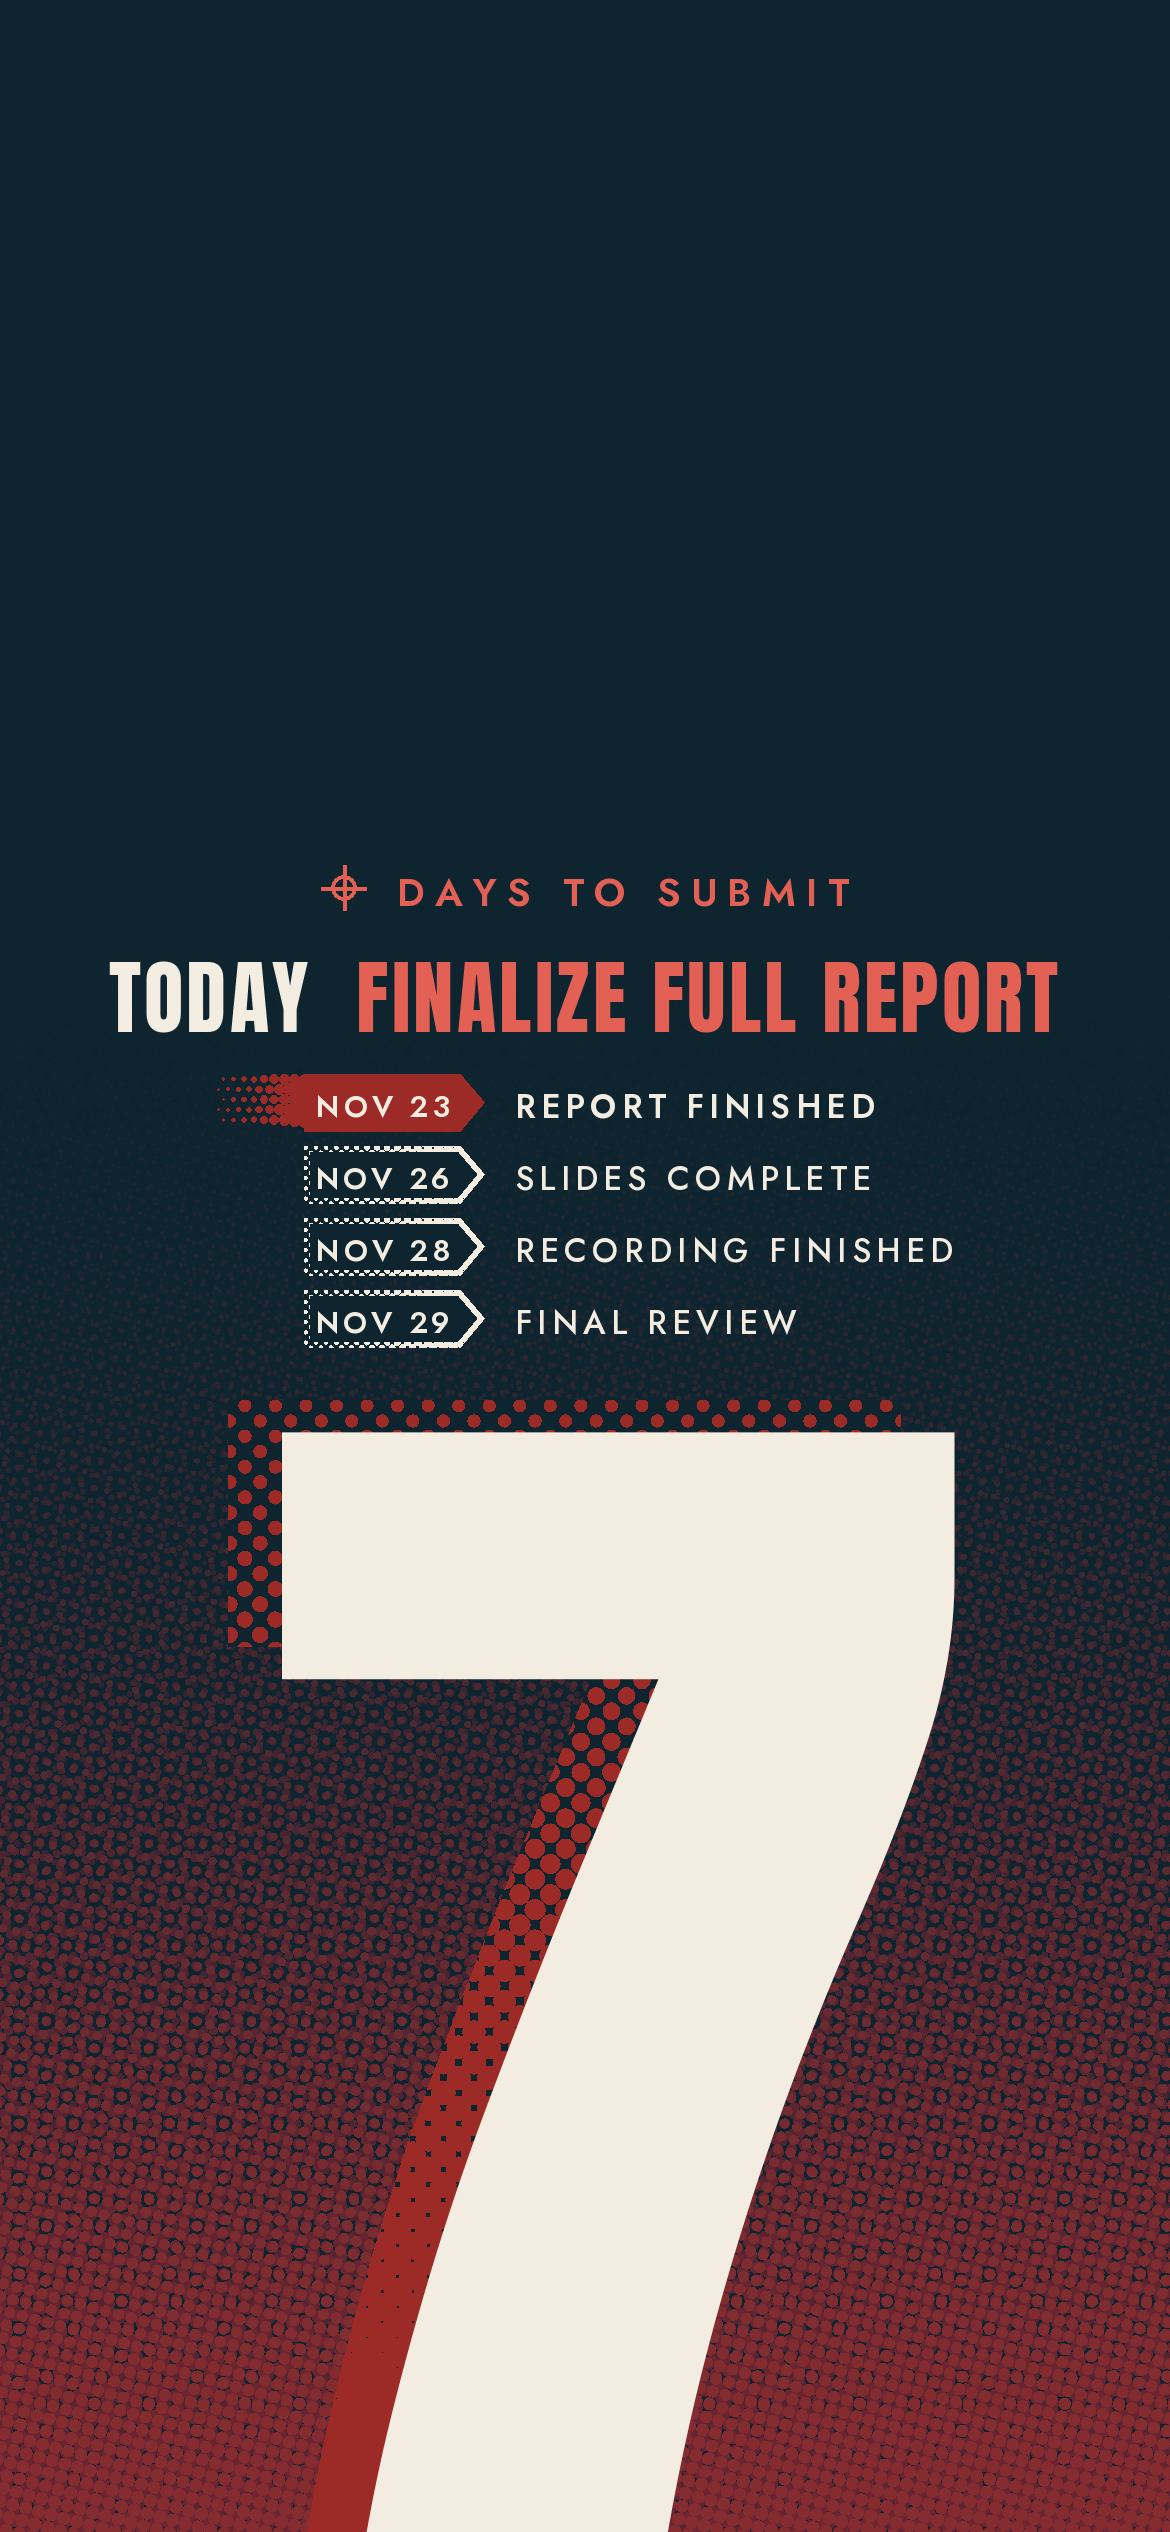 DAYS TO SUBMIT
TODAY FINALIZE FULL REPORT
NOV 23 REPORT FINISHED
NOV 26 SLIDES COMPLETE
NOV 28 RECORDING FINISHED
NOV 29 FINAL REVIEW
7